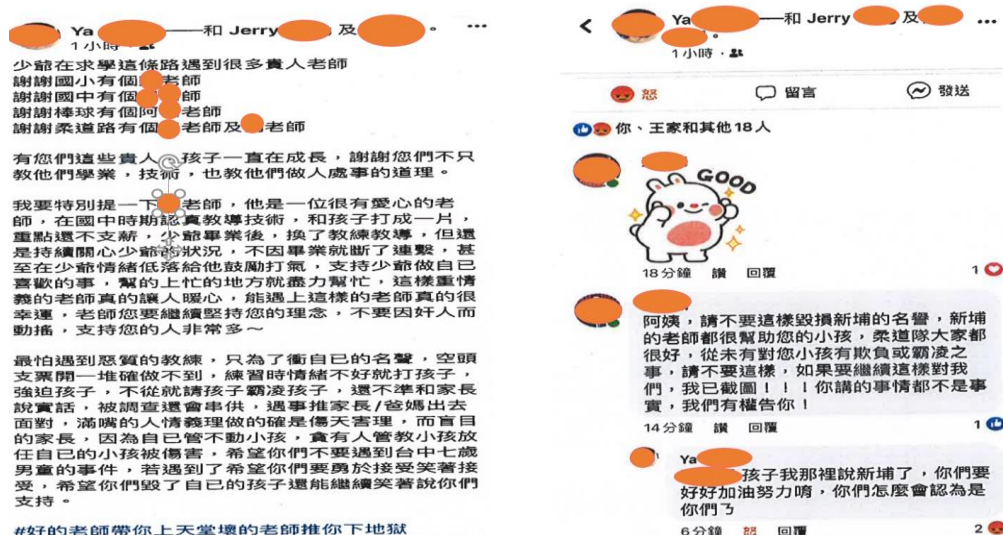 Ya 和 Jerry 及 。
1小時·
少爺在求學這條路遇到很多貴人老師
謝謝國小有個 老師
謝謝國中有個 師
謝謝棒球有個阿 老師
謝謝柔道路有個 老師及 老師
有您們這些貴人 孩子一直在成長，謝謝您們不只
教他們學業，技術，也教他們做人處事的道理。
我要特別提一下 老師，他是一位很有愛心的老
師，在國中時期認真教導技術，和孩子打成一片，
重點還不支薪，少爺畢業後，換了教練教導，但還
是持續關心少爺 狀況，不因畢業就斷了連繫，甚
至在少爺情緒低落給他鼓勵打氣，支持少爺做自已
喜歡的事，幫的上忙的地方就盡力幫忙，這樣重情
義的老師真的讓人暖心，能遇上這樣的老師真的很
幸運，老師您要繼續堅持您的理念，不要因奸人而
動搖，支持您的人非常多～
最怕遇到惡質的教練，只為了衝自已的名聲，空頭
支票開一堆確做不到，練習時情緒不好就打孩子，
強迫孩子，不從就請孩子霸凌孩子，還不準和家長
說實話，被調查還會串供，遇事推家長/爸媽出去
面對，滿嘴的人情義理做的確是傷天害理，而盲目
的家長，因為自已管不動小孩，貪有人管教小孩放
任自已的小孩被傷害，希望你們不要遇到台中七歲
男童的事件，若遇到了希望你們要勇於接受笑著接
受，希望你們毀了自已的孩子還能繼續笑著說你們
支持。
#好的老師帶你上天堂壞的老師推你下地獄
Ya 和 Jerry 及
。
1小時·
怒 留言 發送
你、王家和其他18人
GOOD
18分鐘 讚 回覆 1
阿姨，請不要這樣毀損新埔的名譽，新埔
的老師都很幫助您的小孩，柔道隊大家都
很好，從未有對您小孩有欺負或霸凌之
事，請不要這樣，如果要繼續這樣對我
們，我已截圖！！！你講的事情都不是事
實，我們有權告你！
14分鐘 讚 回覆 1
Ya
孩子我那裡說新埔了，你們要
好好加油努力唷，你們怎麼會認為是
你們ㄋ
6分鐘 怒 回覆 2